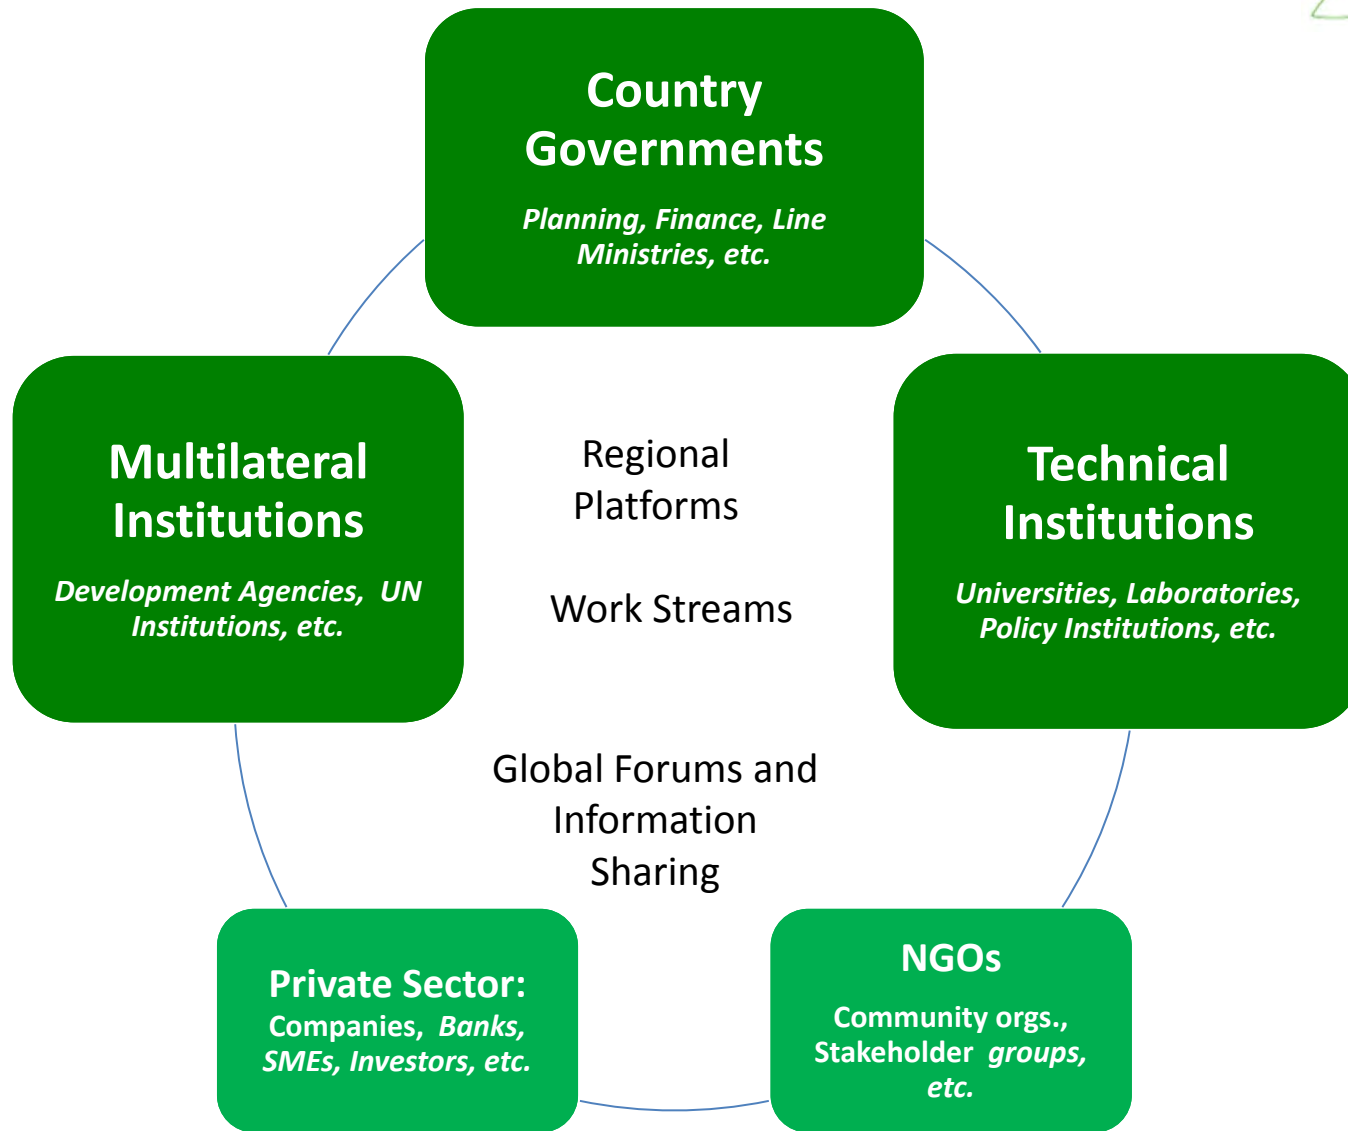 Country
Governments
Planning, Finance, Line
Ministries, etc.
Multilateral
Institutions
Development Agencies,  UN
Institutions, etc.
Regional
Platforms
Work Streams
Technical
Institutions
Universities, Laboratories,
Policy Institutions, etc.
Global Forums and
Information
Sharing
Private Sector:
Companies,  Banks,
SMEs, Investors, etc.
NGOs
Community orgs.,
Stakeholder  groups,
etc.